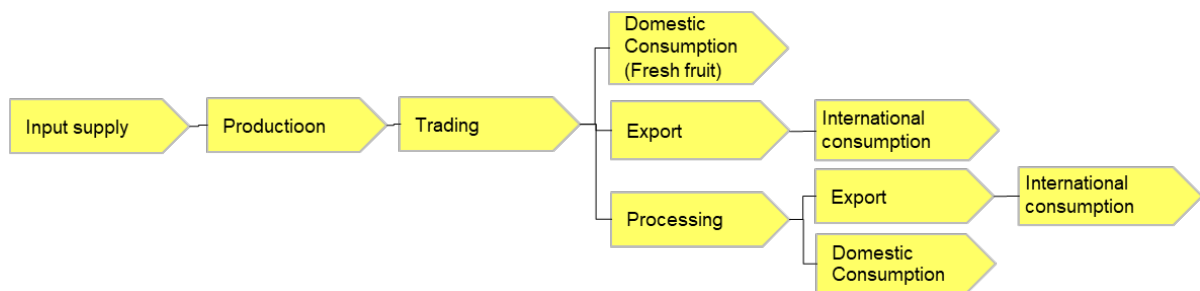 Input supply
Productioon
Trading
Domestic
Consumption
(Fresh fruit)
Export
International
consumption
Processing
Export
International
consumption
Domestic
Consumption